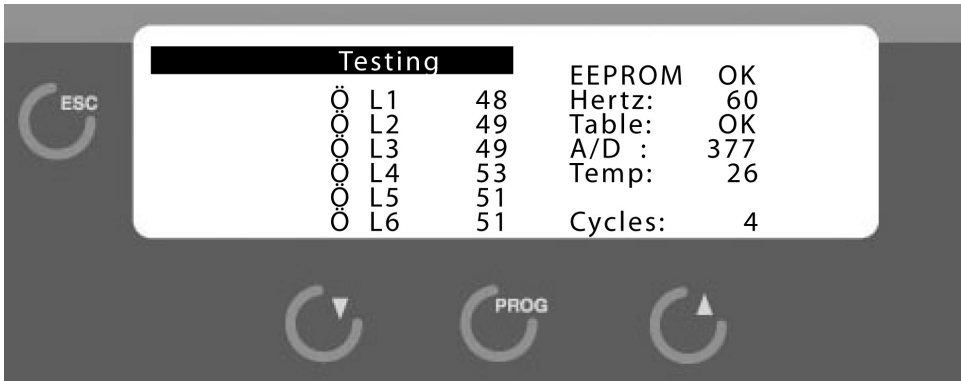 Testing
Ö L1 48
Ö L2 49
Ö L3 49
Ö L4 53
Ö L5 51
Ö L6 51
EEPROM OK
Hertz: 60
Table: OK
A/D : 377
Temp: 26
Cycles: 4
ESC
PROG